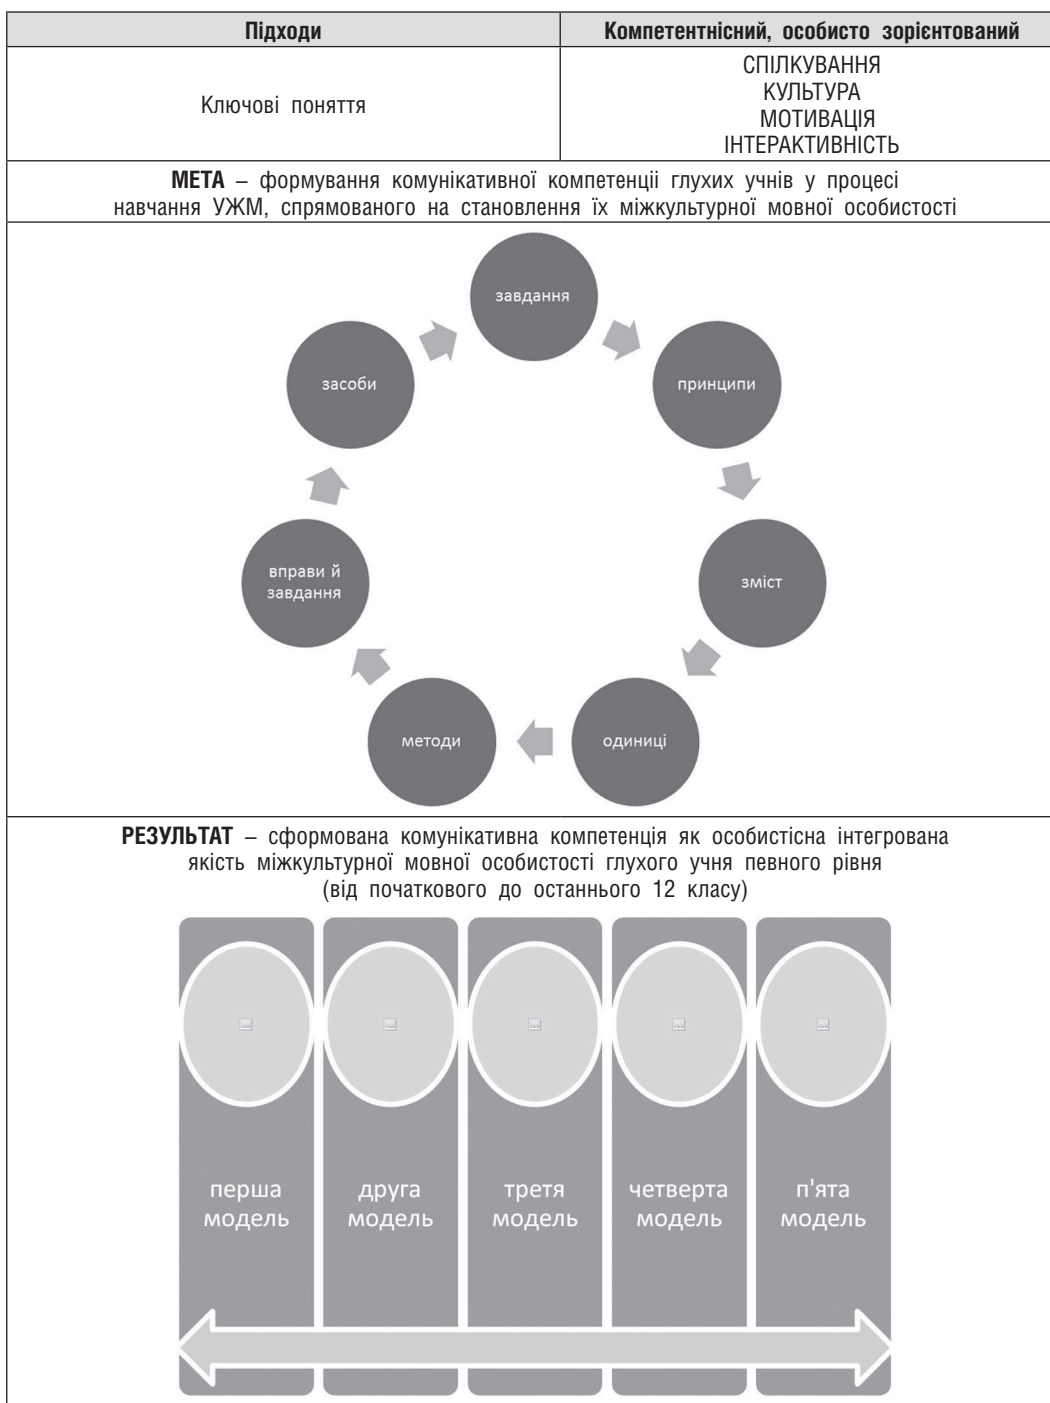 Підходи
Компетентнісний, особисто зорієнтований
Ключові поняття
СПІЛКУВАННЯ
КУЛЬТУРА
МОТИВАЦІЯ
ІНТЕРАКТИВНІСТЬ
МЕТА – формування комунікативної компетенціі глухих учнів у процесі
навчання УЖМ, спрямованого на становлення їх міжкультурної мовної особистості
завдання
принципи
зміст
одиниці
методи
вправи й
завдання
засоби
РЕЗУЛЬТАТ – сформована комунікативна компетенція як особистісна інтегрована
якість міжкультурної мовної особистості глухого учня певного рівня
(від початкового до останнього 12 класу)
перша
модель
друга
модель
третя
модель
четверта
модель
п'ята
модель